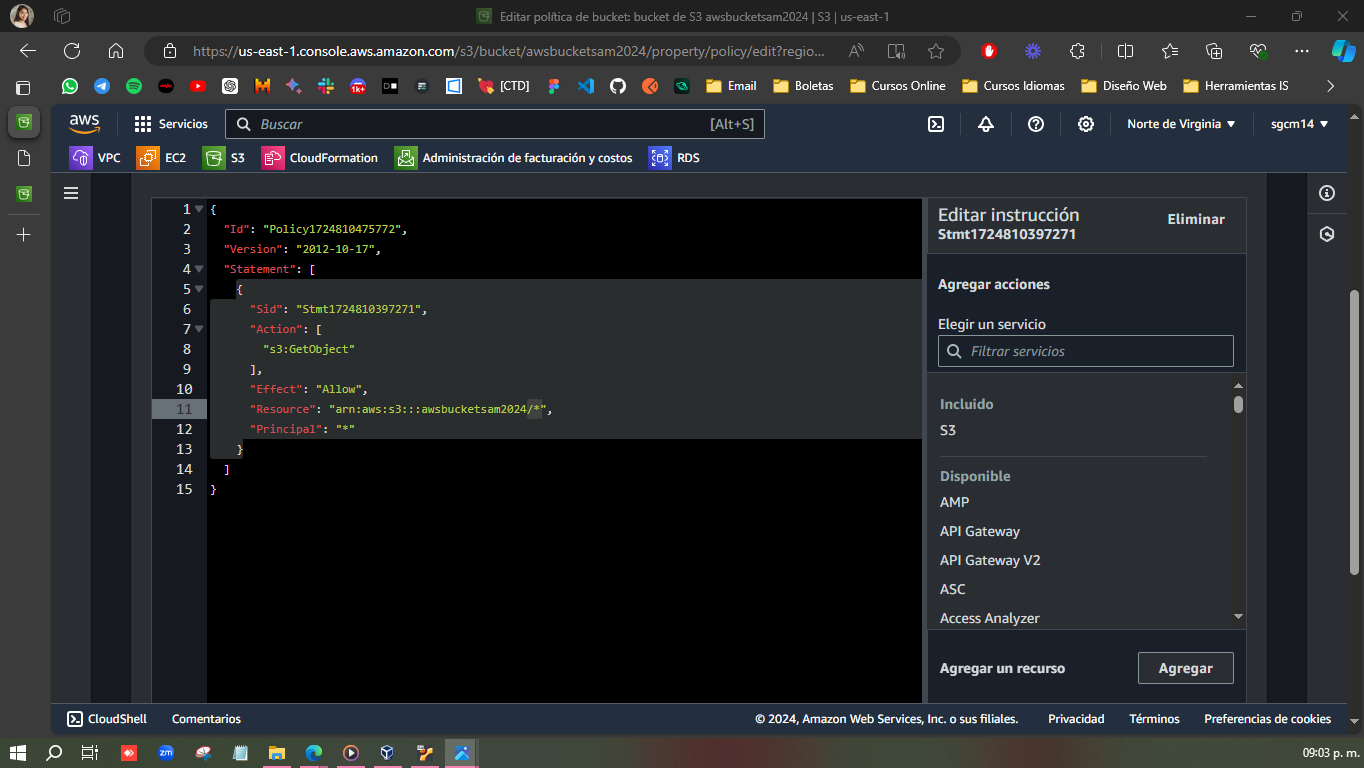 Editar política de bucket: bucket de S3 awsbucketsam2024 | S3 | us-east-1
https://us-east-1.console.aws.amazon.com/s3/bucket/awsbucketsam2024/property/policy/edit?regio...
[CTD]
Email
Boletas
Cursos Online
Cursos Idiomas
Diseño Web
Herramientas IS
1k+
aws
Servicios
Buscar
[Alt+S]
Norte de Virginia
sgcm14
VPC
EC2
S3
CloudFormation
Administración de facturación y costos
RDS
1 {
2 "Id": "Policy1724810475772",
3 "Version": "2012-10-17",
4 "Statement": [
5 {
6 "Sid": "Stmt1724810397271",
7 "Action": [
8 "s3:GetObject"
9 ],
10 "Effect": "Allow",
11 "Resource": "arn:aws:s3:::awsbucketsam2024/*",
12 "Principal": "*"
13 }
14 ]
15 }
Editar instrucción
Stmt1724810397271
Eliminar
Agregar acciones
Elegir un servicio
Filtrar servicios
Incluido
S3
Disponible
AMP
API Gateway
API Gateway V2
ASC
Access Analyzer
Agregar un recurso
Agregar
CloudShell
Comentarios
© 2024, Amazon Web Services, Inc. o sus filiales.
Privacidad
Términos
Preferencias de cookies
zm
09:03 p. m.